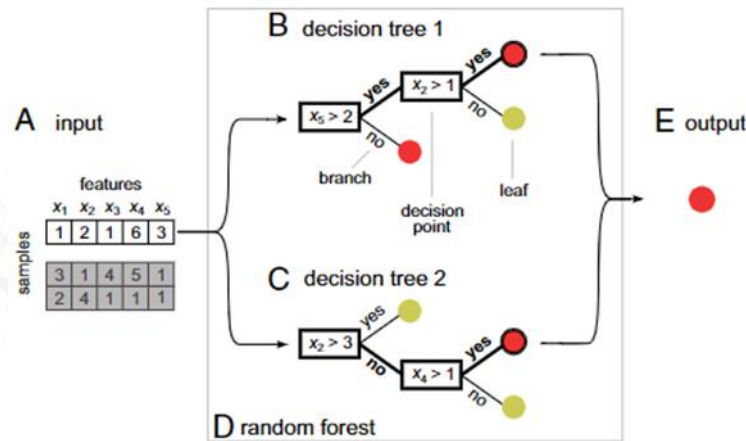 A input
features
x₁ x₂ x₃ x₄ x₅
1 2 1 6 3
samples
3 1 4 5 1
2 4 1 1 1
B decision tree 1
x₅ > 2
yes
no
x₂ > 1
yes
no
branch
decision
point
leaf
C decision tree 2
x₂ > 3
yes
no
x₄ > 1
yes
no
D random forest
E output